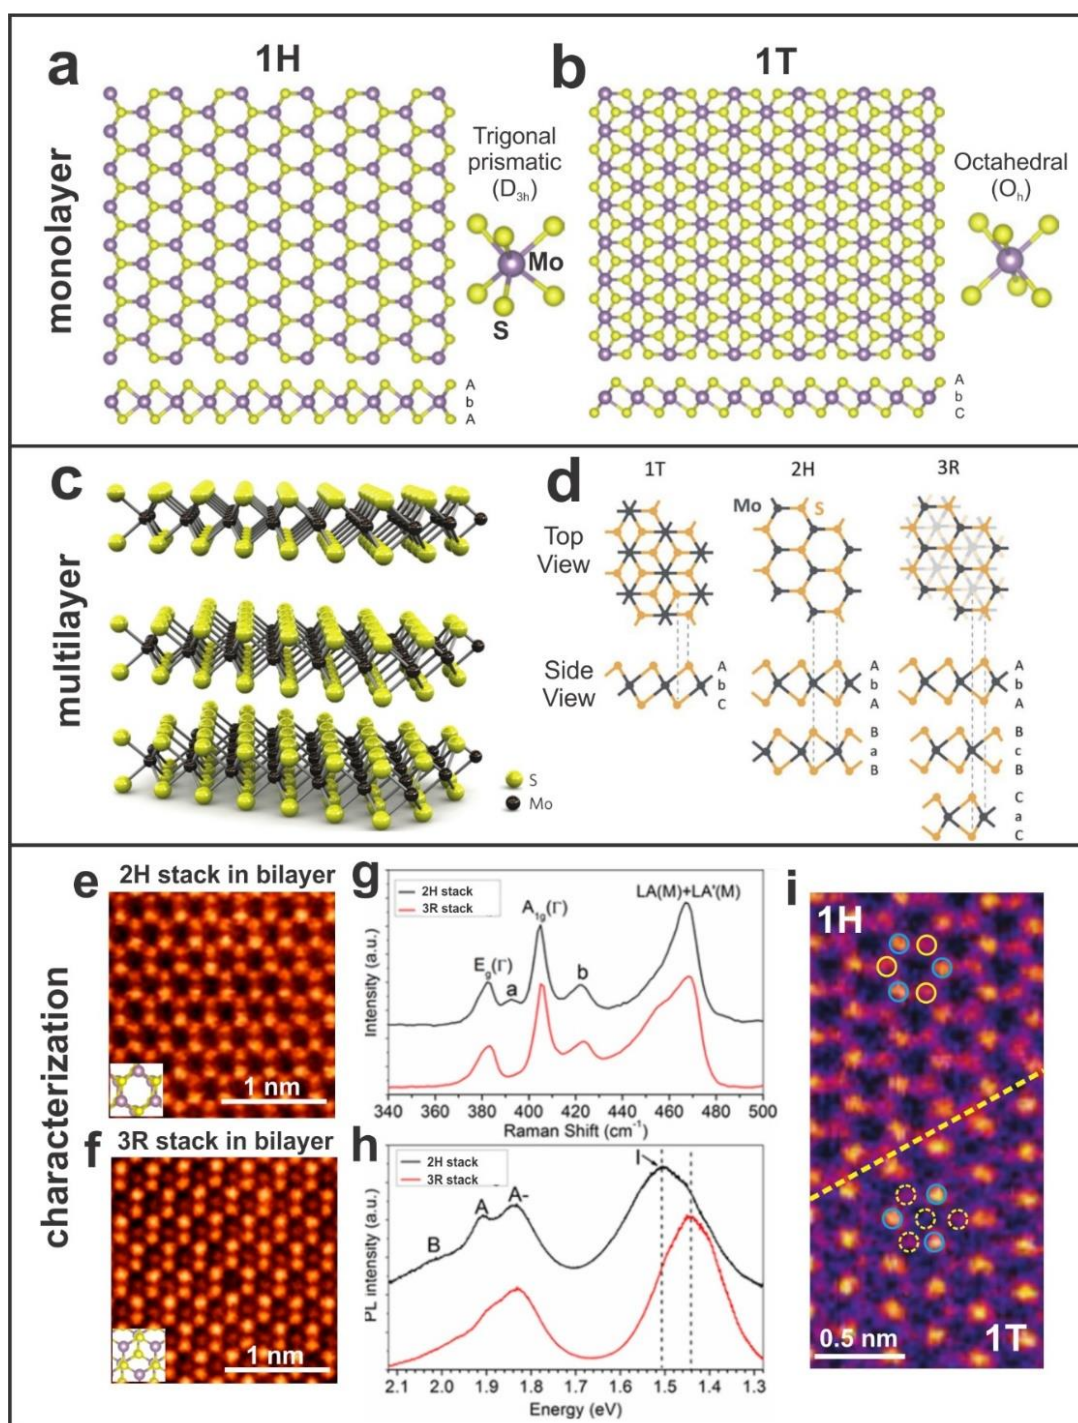 monolayer
a
1H
Trigonal
prismatic
(D3h)
Mo
S
A
b
A
b
1T
Octahedral
(Oh)
A
b
C
multilayer
c
S
Mo
d
1T
2H
3R
Mo
S
Top
View
Side
View
A
b
C
A
b
A
B
a
B
A
b
A
B
c
B
C
a
C
characterization
e
2H stack in bilayer
1 nm
f
3R stack in bilayer
1 nm
g
2H stack
3R stack
A1g(Γ)
LA(M)+LA'(M)
Eg(Γ)
a
b
Intensity (a.u.)
340 360 380 400 420 440 460 480 500
Raman Shift (cm-1)
h
2H stack
3R stack
I
A
A-
B
PL intensity (a.u.)
2.1 2.0 1.9 1.8 1.7 1.6 1.5 1.4 1.3
Energy (eV)
i
1H
0.5 nm
1T